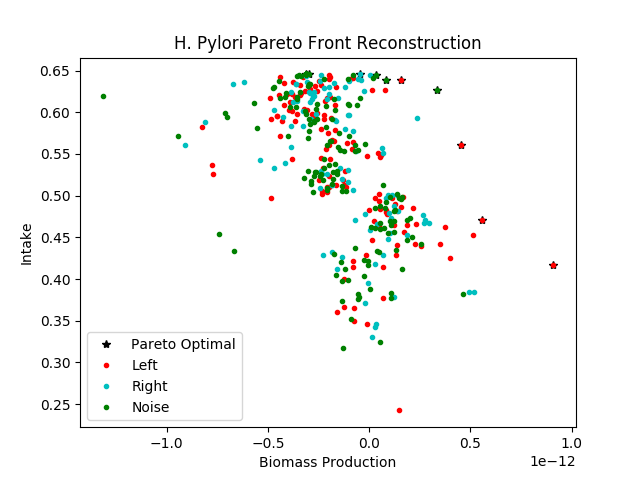 H. Pylori Pareto Front Reconstruction
0.65
0.60
0.55
0.50
0.45
0.40
0.35
0.30
0.25
Intake
Pareto Optimal
Left
Right
Noise
−1.0
−0.5
0.0
0.5
1.0
Biomass Production
1e−12